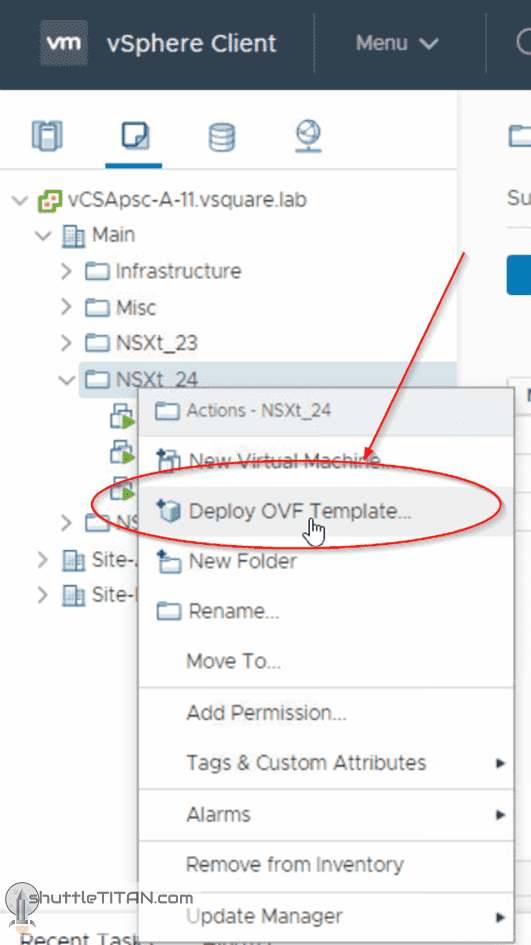 vm vSphere Client Menu
vCSApsc-A-11.vsquare.lab
Su
Main
Infrastructure
Misc
NSXt_23
NSXt_24
Actions - NSXt_24
New Virtual Machine...
Deploy OVF Template...
NS
New Folder
Site-
Site-
Rename...
Move To...
Add Permission...
Tags & Custom Attributes
Alarms
Remove from Inventory
shuttleTITAN.com
Update Manager
Recent Tasks
Alarms